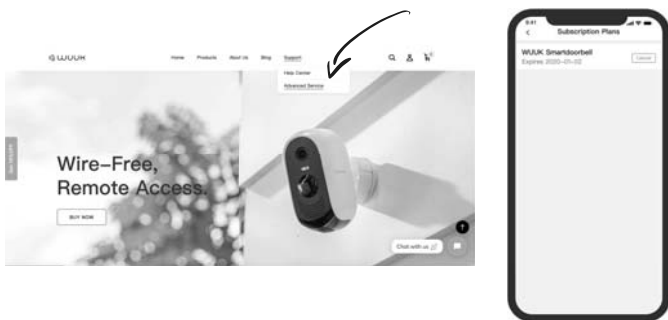 WUUK
Home Products About Us Blog Support
Help Center
Advanced Service
Wire-Free,
Remote Access.
BUY NOW
Chat with us
9:41
Subscription Plans
WUUK Smartdoorbell
Expires 2020-01-02
Cancel